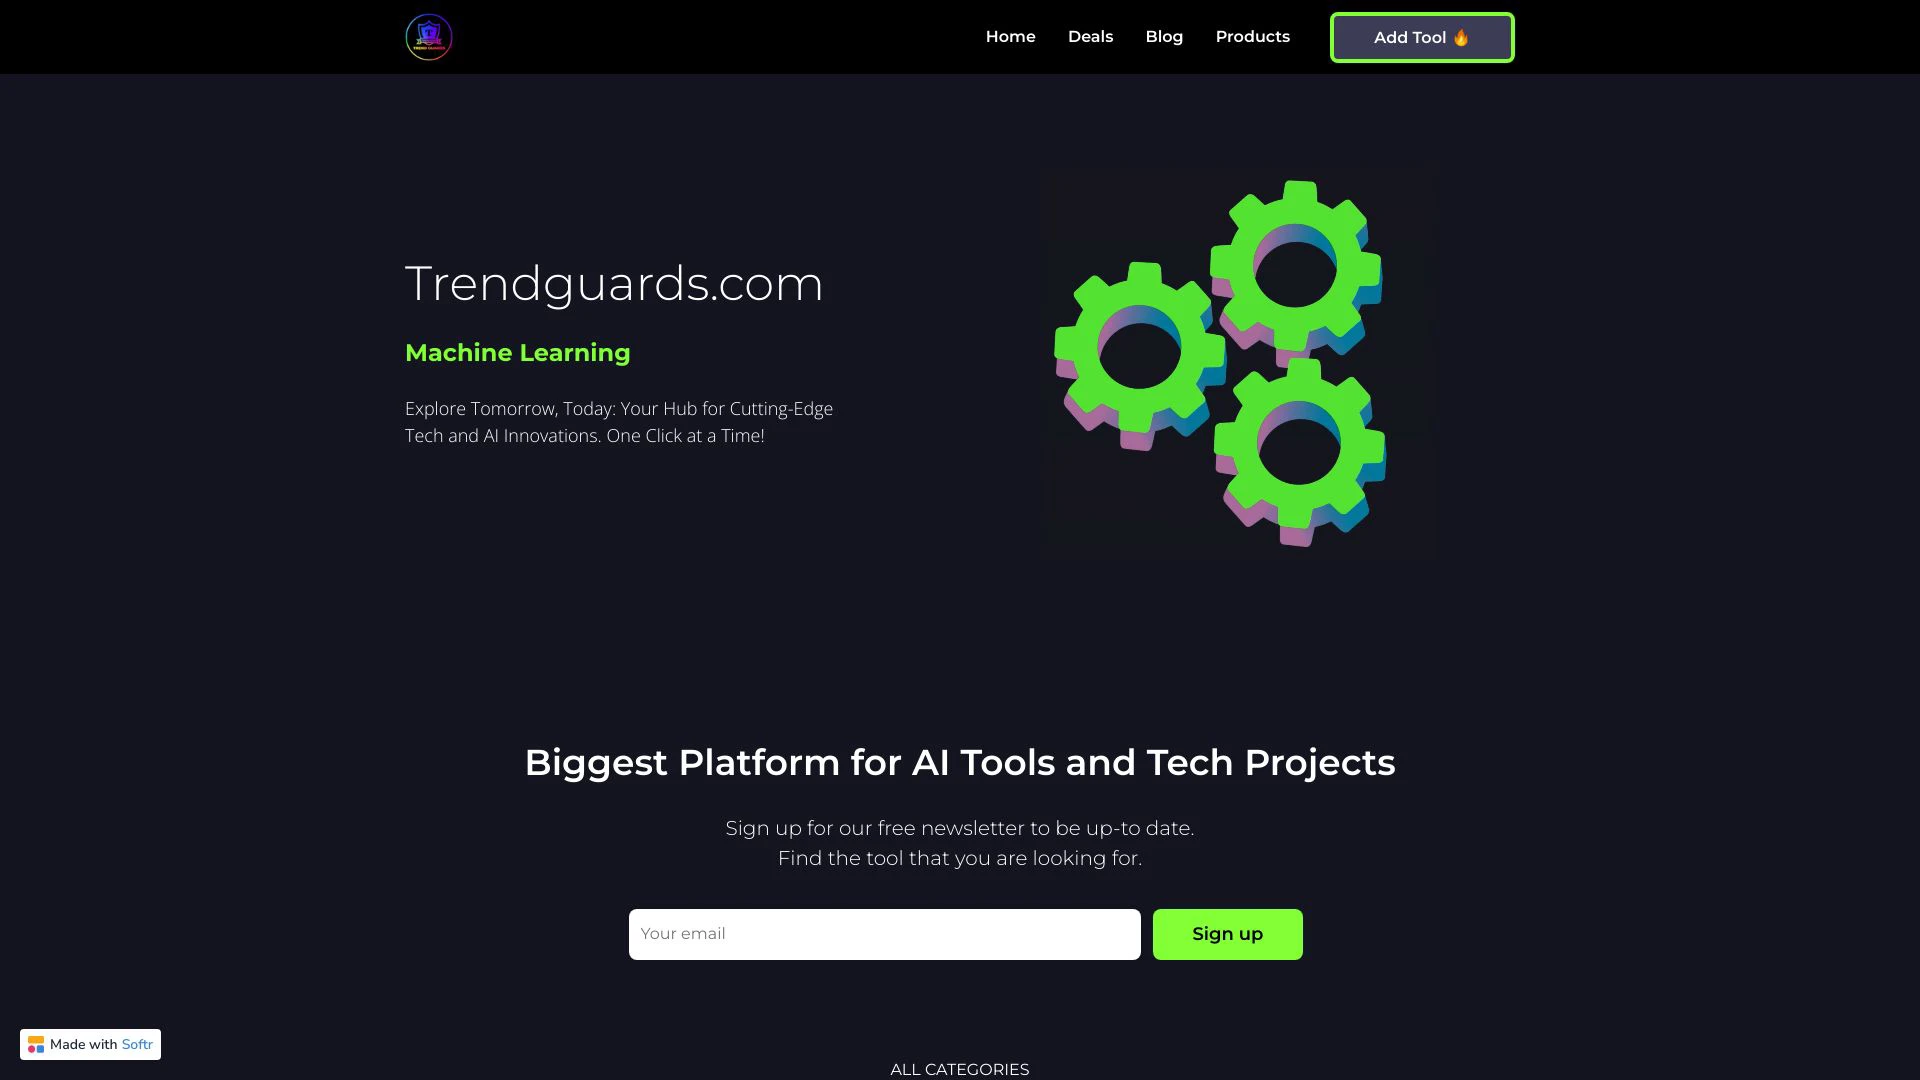 Home
Deals
Blog
Products
Add Tool 🔥
Trendguards.com
Machine Learning
Explore Tomorrow, Today: Your Hub for Cutting-Edge
Tech and AI Innovations. One Click at a Time!
Biggest Platform for AI Tools and Tech Projects
Sign up for our free newsletter to be up-to date.
Find the tool that you are looking for.
Your email
Sign up
Made with Softr
ALL CATEGORIES